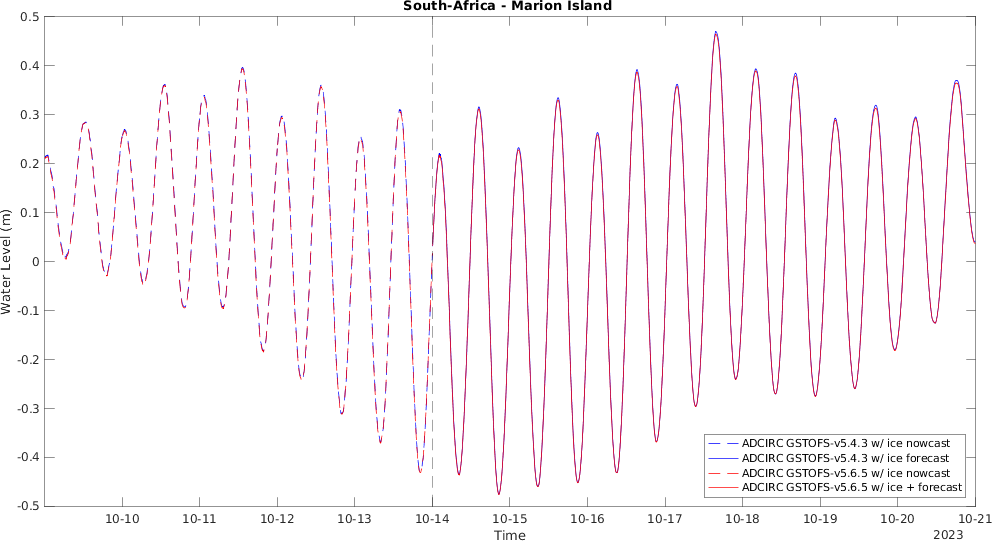 South-Africa - Marion Island
0.5
0.4
0.3
0.2
0.1
0
-0.1
-0.2
-0.3
-0.4
-0.5
Water Level (m)
ADCIRC GSTOFS-v5.4.3 w/ ice nowcast
ADCIRC GSTOFS-v5.4.3 w/ ice forecast
ADCIRC GSTOFS-v5.6.5 w/ ice nowcast
ADCIRC GSTOFS-v5.6.5 w/ ice + forecast
10-10 10-11 10-12 10-13 10-14 10-15 10-16 10-17 10-18 10-19 10-20 10-21
Time
2023